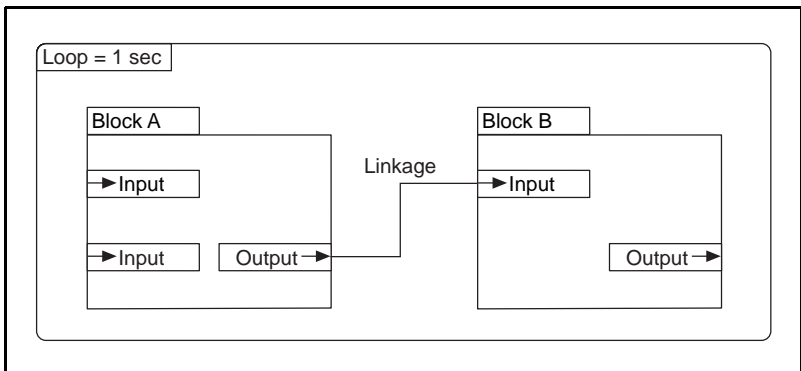 Loop = 1 sec
Block A
Block B
Linkage
Input
Input
Input
Output
Output